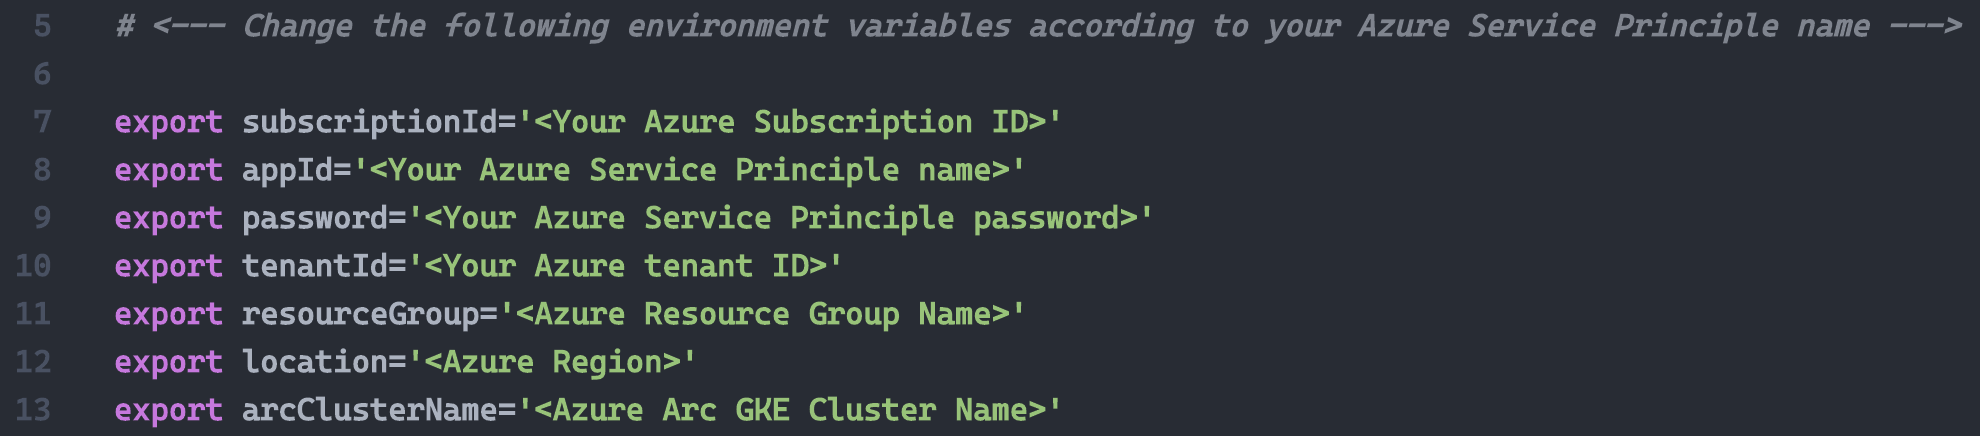 5 # <--- Change the following environment variables according to your Azure Service Principle name --->
6
7 export subscriptionId='<Your Azure Subscription ID>'
8 export appId='<Your Azure Service Principle name>'
9 export password='<Your Azure Service Principle password>'
10 export tenantId='<Your Azure tenant ID>'
11 export resourceGroup='<Azure Resource Group Name>'
12 export location='<Azure Region>'
13 export arcClusterName='<Azure Arc GKE Cluster Name>'